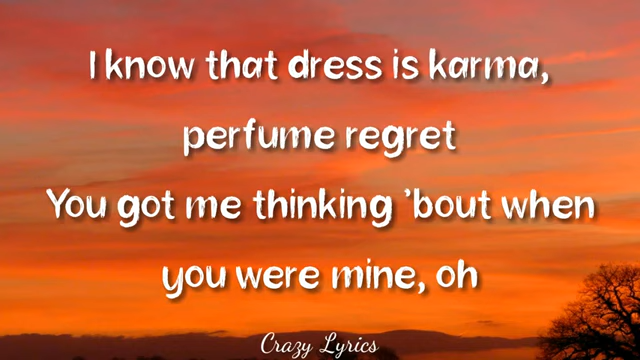 I know that dress is karma,
perfume regret
You got me thinking 'bout when
you were mine, oh
Crazy Lyrics